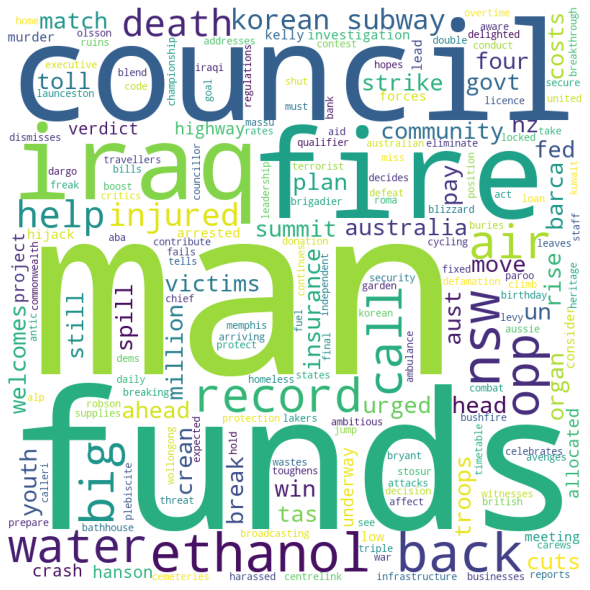 council
iraq
fire
man
funds
match
death
korean subway
costs
toll
murder
kelly
investigation
lead
double
overtime
aware
delighted
home
olsson
ruins
addresses
contest
breakthrough
executive
code
championship
iraqi
goal
regulations
shut
must
hopes
conduct
secure
launceston
blend
bank
united
strike
four
govt
forces
verdict
highway
massu
rates
aid
australian
licence
locked
take
community
nz
fed
dismisses
dargo
travellers
bills
councillor
qualifier
eliminate
miss
position
freak
boost
critics
leadership
terrorist
brigadier
plan
decides
defeat
roma
pay
act
loan
summit
barca
blizzard
help
injured
arrested
summit
australia
air
buries
leaves
staff
hijack
aba
contribute
fails
tells
donation
continues
independent
cycling
move
fixed
paroo
birthday
heritage
rise
welcomes
project
commonwealth
antic
still
spill
victims
chief
million
security
garden
insurance
call
defamation
climb
levy
aussie
consider
un
aust
nsw
opp
memphis
arriving
protect
fuel
final
korean
states
ambulance
dems
daily
breaking
alp
robson
supplies
homeless
record
urged
head
combat
bushfire
organ
allocated
ahead
crean
expected
protection
lakers
ambitious
jump
celebrates
timetable
avenges
youth
calleri
big
plebiscite
wollongong
toughens
break
hold
win
tas
bryant
underway
stosur
attacks
affect
decision
low
troops
witnesses
british
meeting
carews
prepare
bathhouse
threat
wastes
broadcasting
see
triple
war
water
ethanol
back
cuts
crash
hanson
cemeteries
harassed
centrelink
infrastructure
businesses
reports